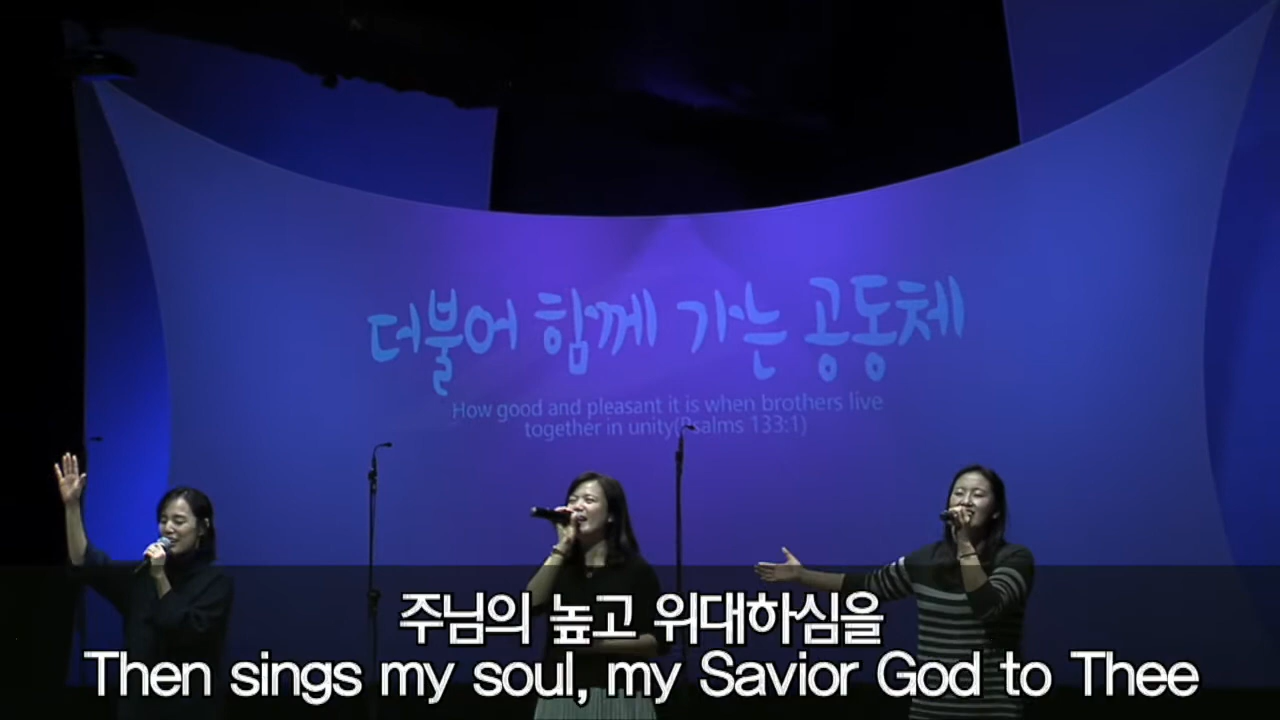 더불어 함께 가는 공동체
How good and pleasant it is when brothers live
together in unity(Psalms 133:1)
주님의 높고 위대하심을
Then sings my soul, my Savior God to Thee